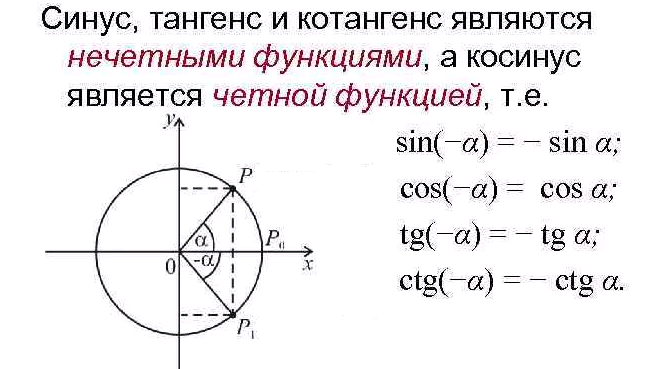 Синус, тангенс и котангенс являются
нечетными функциями, а косинус
является четной функцией, т.е.
y
P
α
P₀
0
-α
x
P₁
sin(−α) = − sin α;
cos(−α) = cos α;
tg(−α) = − tg α;
ctg(−α) = − ctg α.